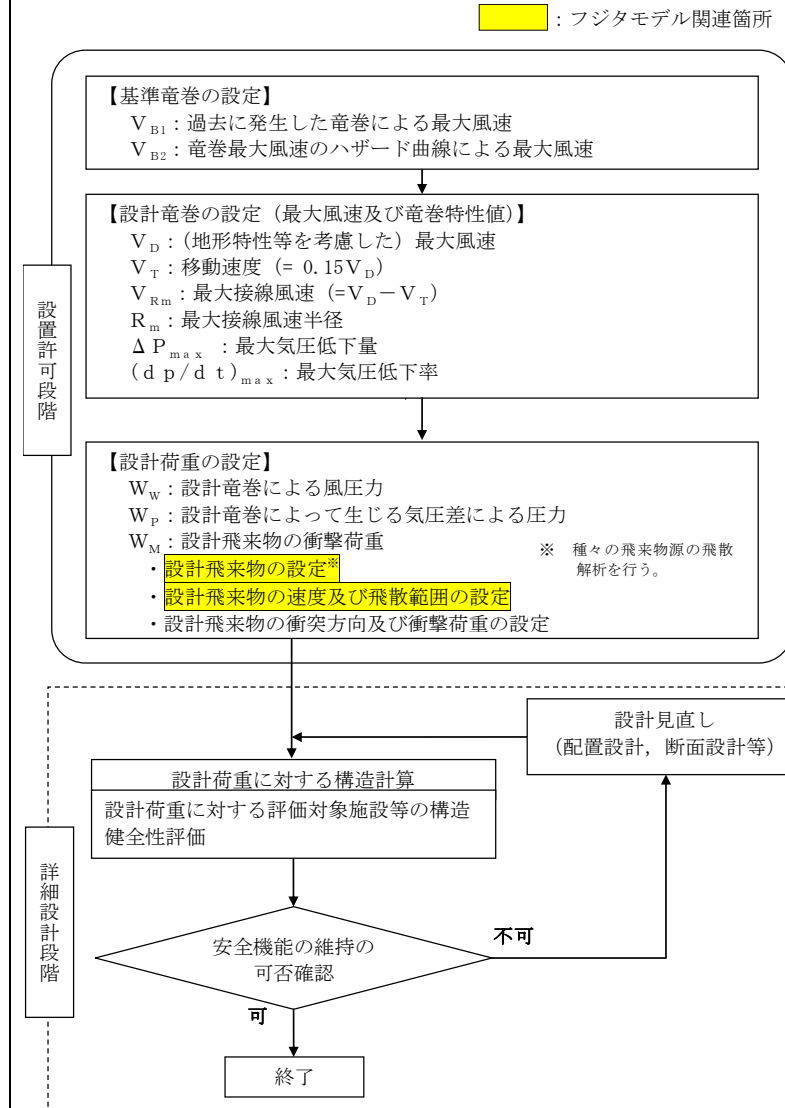 ：フジタモデル関連箇所
【基準竜巻の設定】
V_B1：過去に発生した竜巻による最大風速
V_B2：竜巻最大風速のハザード曲線による最大風速
【設計竜巻の設定（最大風速及び竜巻特性値）】
V_D：（地形特性等を考慮した）最大風速
V_T：移動速度（= 0.15V_D）
V_Rm：最大接線風速（=V_D－V_T）
R_m：最大接線風速半径
ΔP_max：最大気圧低下量
(dp/dt)_max：最大気圧低下率
設置許可段階
【設計荷重の設定】
W_W：設計竜巻による風圧力
W_P：設計竜巻によって生じる気圧差による圧力
W_M：設計飛来物の衝撃荷重
・設計飛来物の設定※
・設計飛来物の速度及び飛散範囲の設定
・設計飛来物の衝突方向及び衝撃荷重の設定
※　種々の飛来物源の飛散
解析を行う。
設計見直し
（配置設計，断面設計等）
設計荷重に対する構造計算
設計荷重に対する評価対象施設等の構造
健全性評価
詳細設計段階
安全機能の維持の
可否確認
不可
可
終了